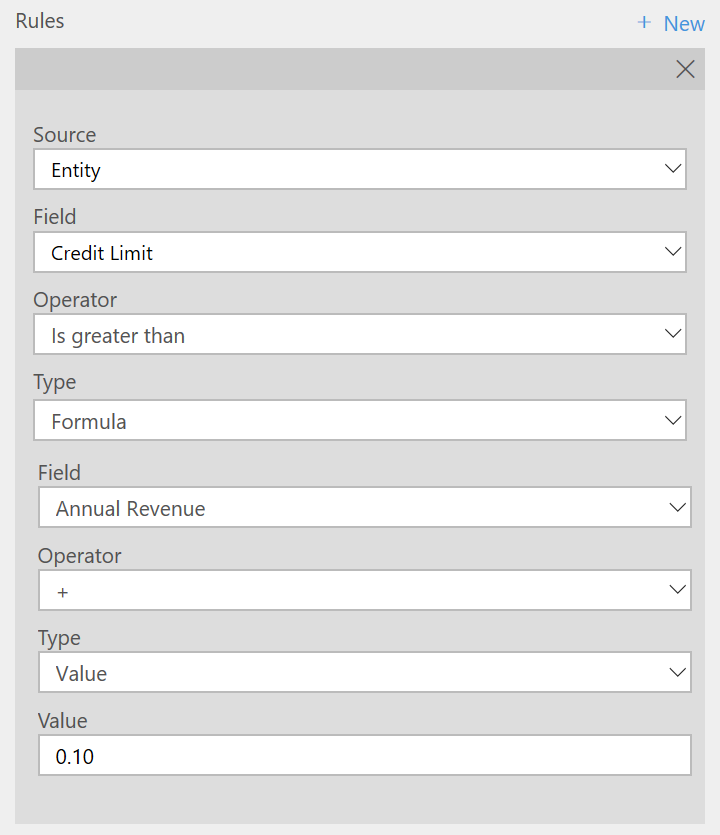 Rules
+ New
Source
Entity
Field
Credit Limit
Operator
Is greater than
Type
Formula
Field
Annual Revenue
Operator
+
Type
Value
Value
0.10